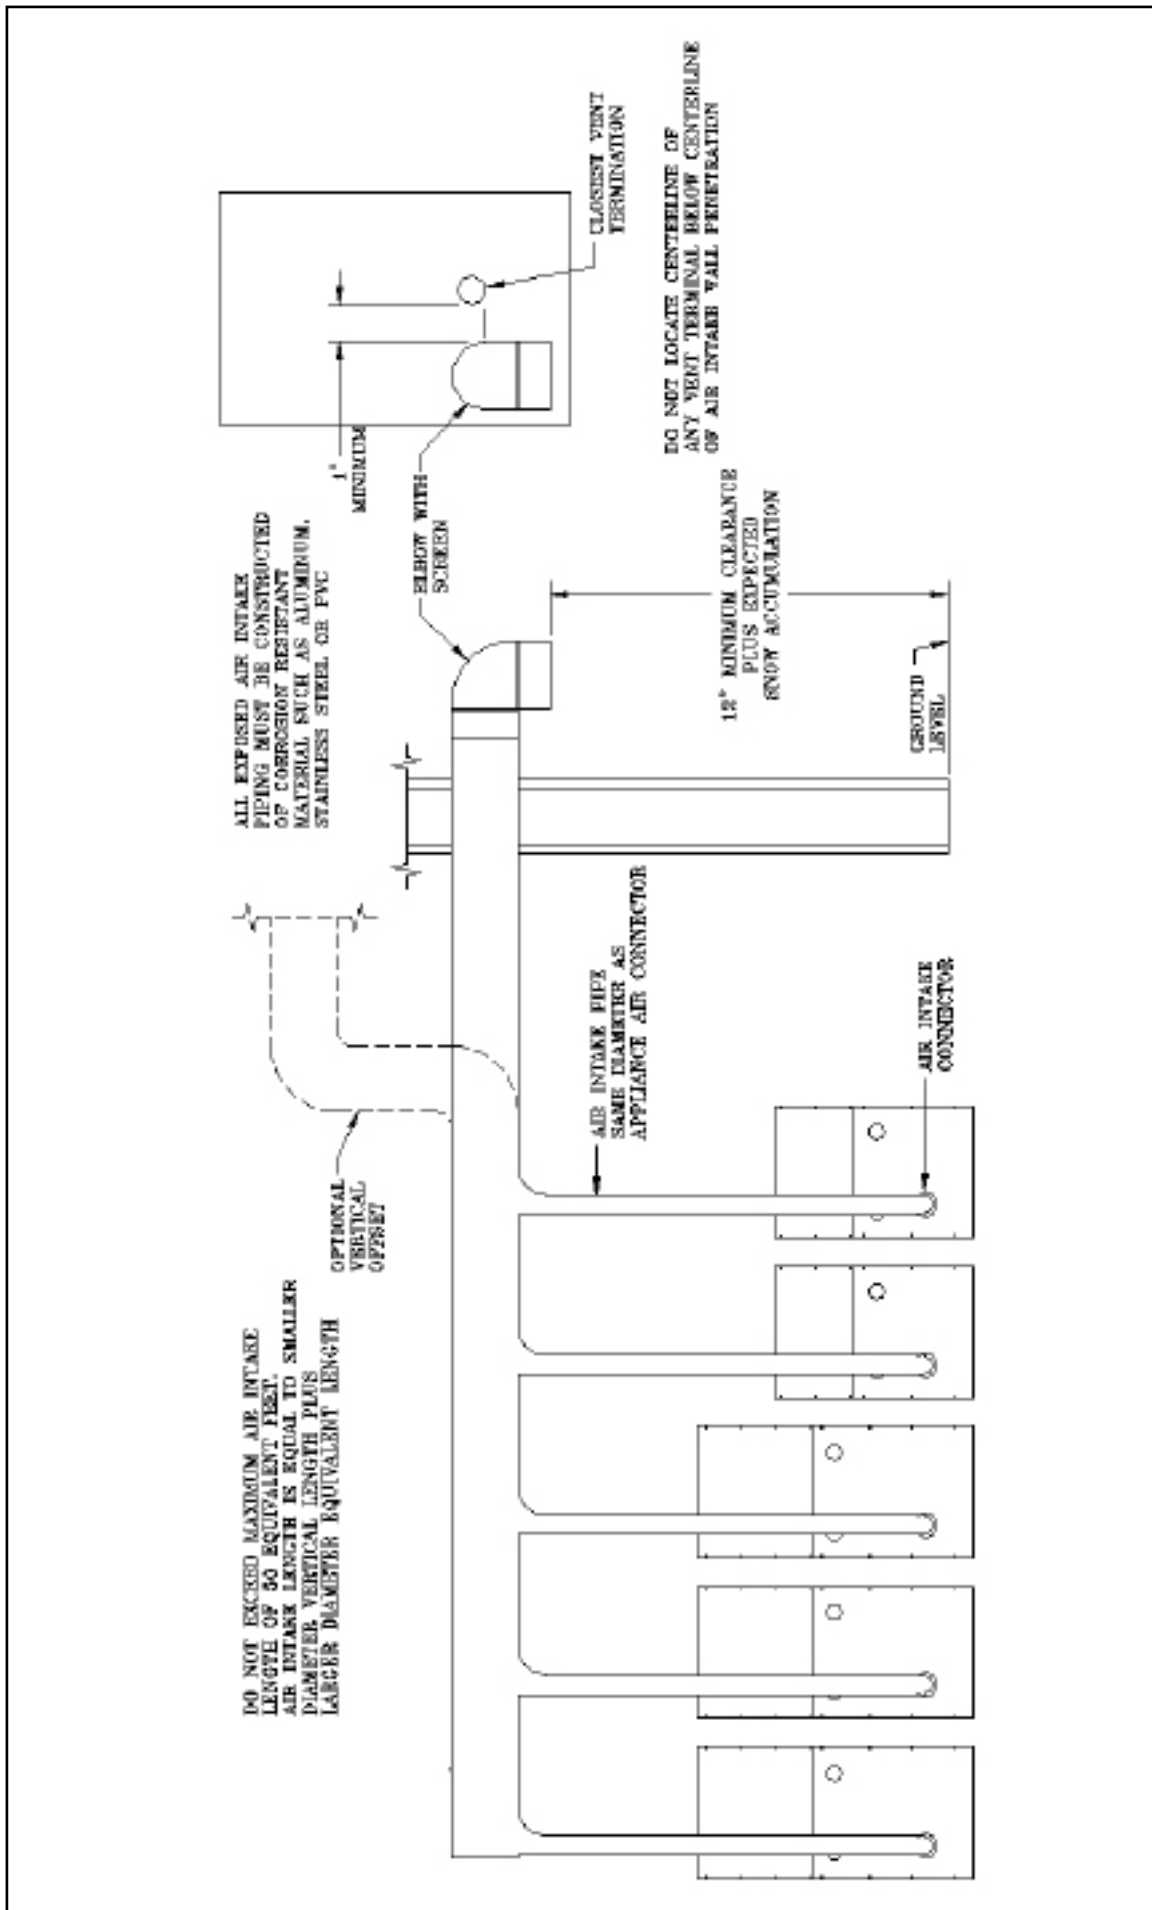 DO NOT EXCEED MAXIMUM AIR INTAKE
LENGTH OF 50 EQUIVALENT FEET.
AIR INTAKE LENGTH IS EQUAL TO SMALLER
DIAMETER VERTICAL LENGTH PLUS
LARGER DIAMETER EQUIVALENT LENGTH
OPTIONAL
VERTICAL
OFFSET
ALL EXPOSED AIR INTAKE
PIPING MUST BE CONSTRUCTED
OF CORROSION RESISTANT
MATERIAL SUCH AS ALUMINUM,
STAINLESS STEEL OR PVC
1"
MINIMUM
ELBOW WITH
SCREEN
CLOSEST VENT
TERMINATION
DO NOT LOCATE CENTERLINE OF
ANY VENT TERMINAL BELOW CENTERLINE
OF AIR INTAKE WALL PENETRATION
12" MINIMUM CLEARANCE
PLUS EXPECTED
SNOW ACCUMULATION
GROUND
LEVEL
AIR INTAKE PIPE
SAME DIAMETER AS
APPLIANCE AIR CONNECTOR
AIR INTAKE
CONNECTOR